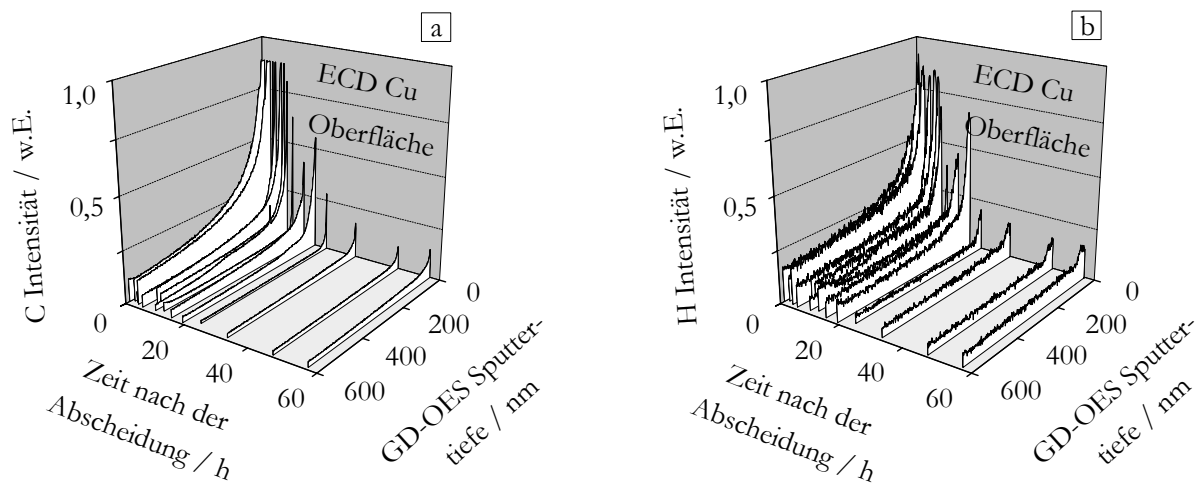 a
ECD Cu
Oberfläche
1,0
0,5
C Intensität / w.E.
0
20
40
60
Zeit nach der
Abscheidung / h
0
200
400
600
GD-OES Sputter-
tiefe / nm
b
ECD Cu
Oberfläche
1,0
0,5
H Intensität / w.E.
0
20
40
60
Zeit nach der
Abscheidung / h
0
200
400
600
GD-OES Sputter-
tiefe / nm